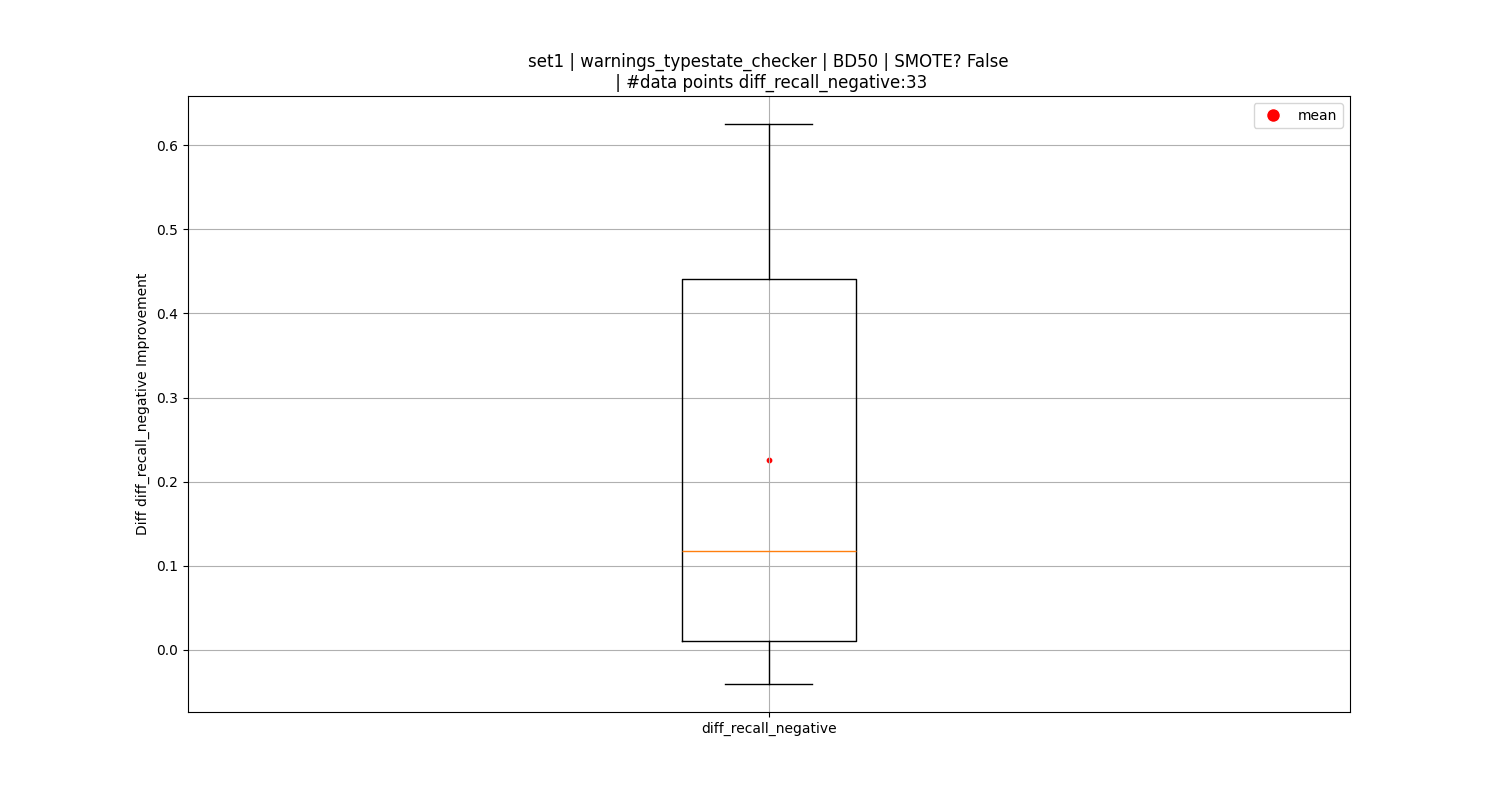 set1 | warnings_typestate_checker | BD50 | SMOTE? False
| #data points diff_recall_negative:33
mean
0.6
0.5
0.4
0.3
0.2
0.1
0.0
Diff diff_recall_negative Improvement
diff_recall_negative